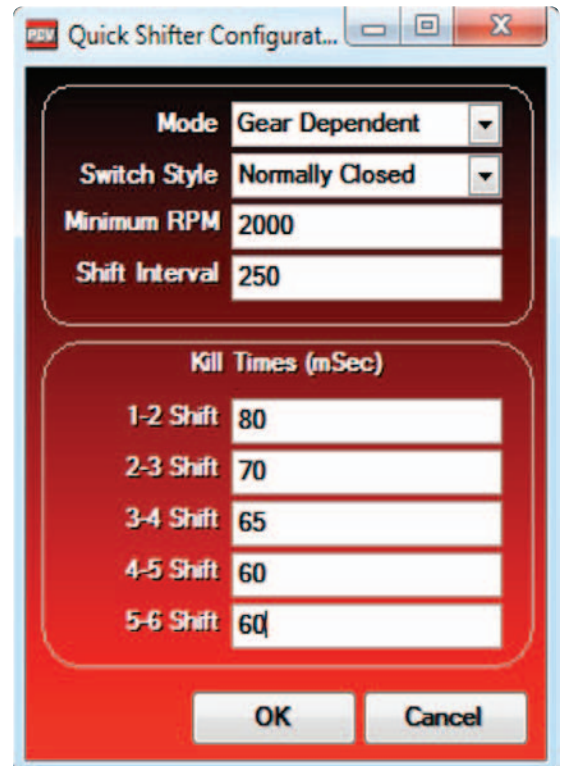 PCV Quick Shifter Configurat...
Mode Gear Dependent
Switch Style Normally Closed
Minimum RPM 2000
Shift Interval 250
Kill Times (mSec)
1-2 Shift 80
2-3 Shift 70
3-4 Shift 65
4-5 Shift 60
5-6 Shift 60
OK Cancel